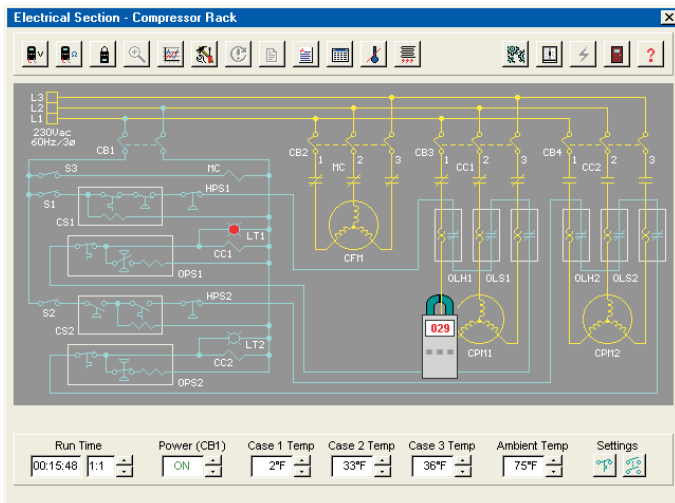 Electrical Section - Compressor Rack
V
Ω
?
L3
L2
L1
230Vac
60Hz/3ø
CB1
CB2
1 2 3
MC
CB3
1 2 3
CC1
CB4
1 2 3
CC2
S3
MC
S1
HPS1
CS1
LT1
CC1
OPS1
CFM
OLH1
OLS1
OLH2
OLS2
HPS2
S2
CS2
LT2
CC2
OPS2
029
CPM1
CPM2
Run Time
Power (CB1)
Case 1 Temp
Case 2 Temp
Case 3 Temp
Ambient Temp
Settings
00:15:48
1:1
ON
2°F
33°F
36°F
75°F